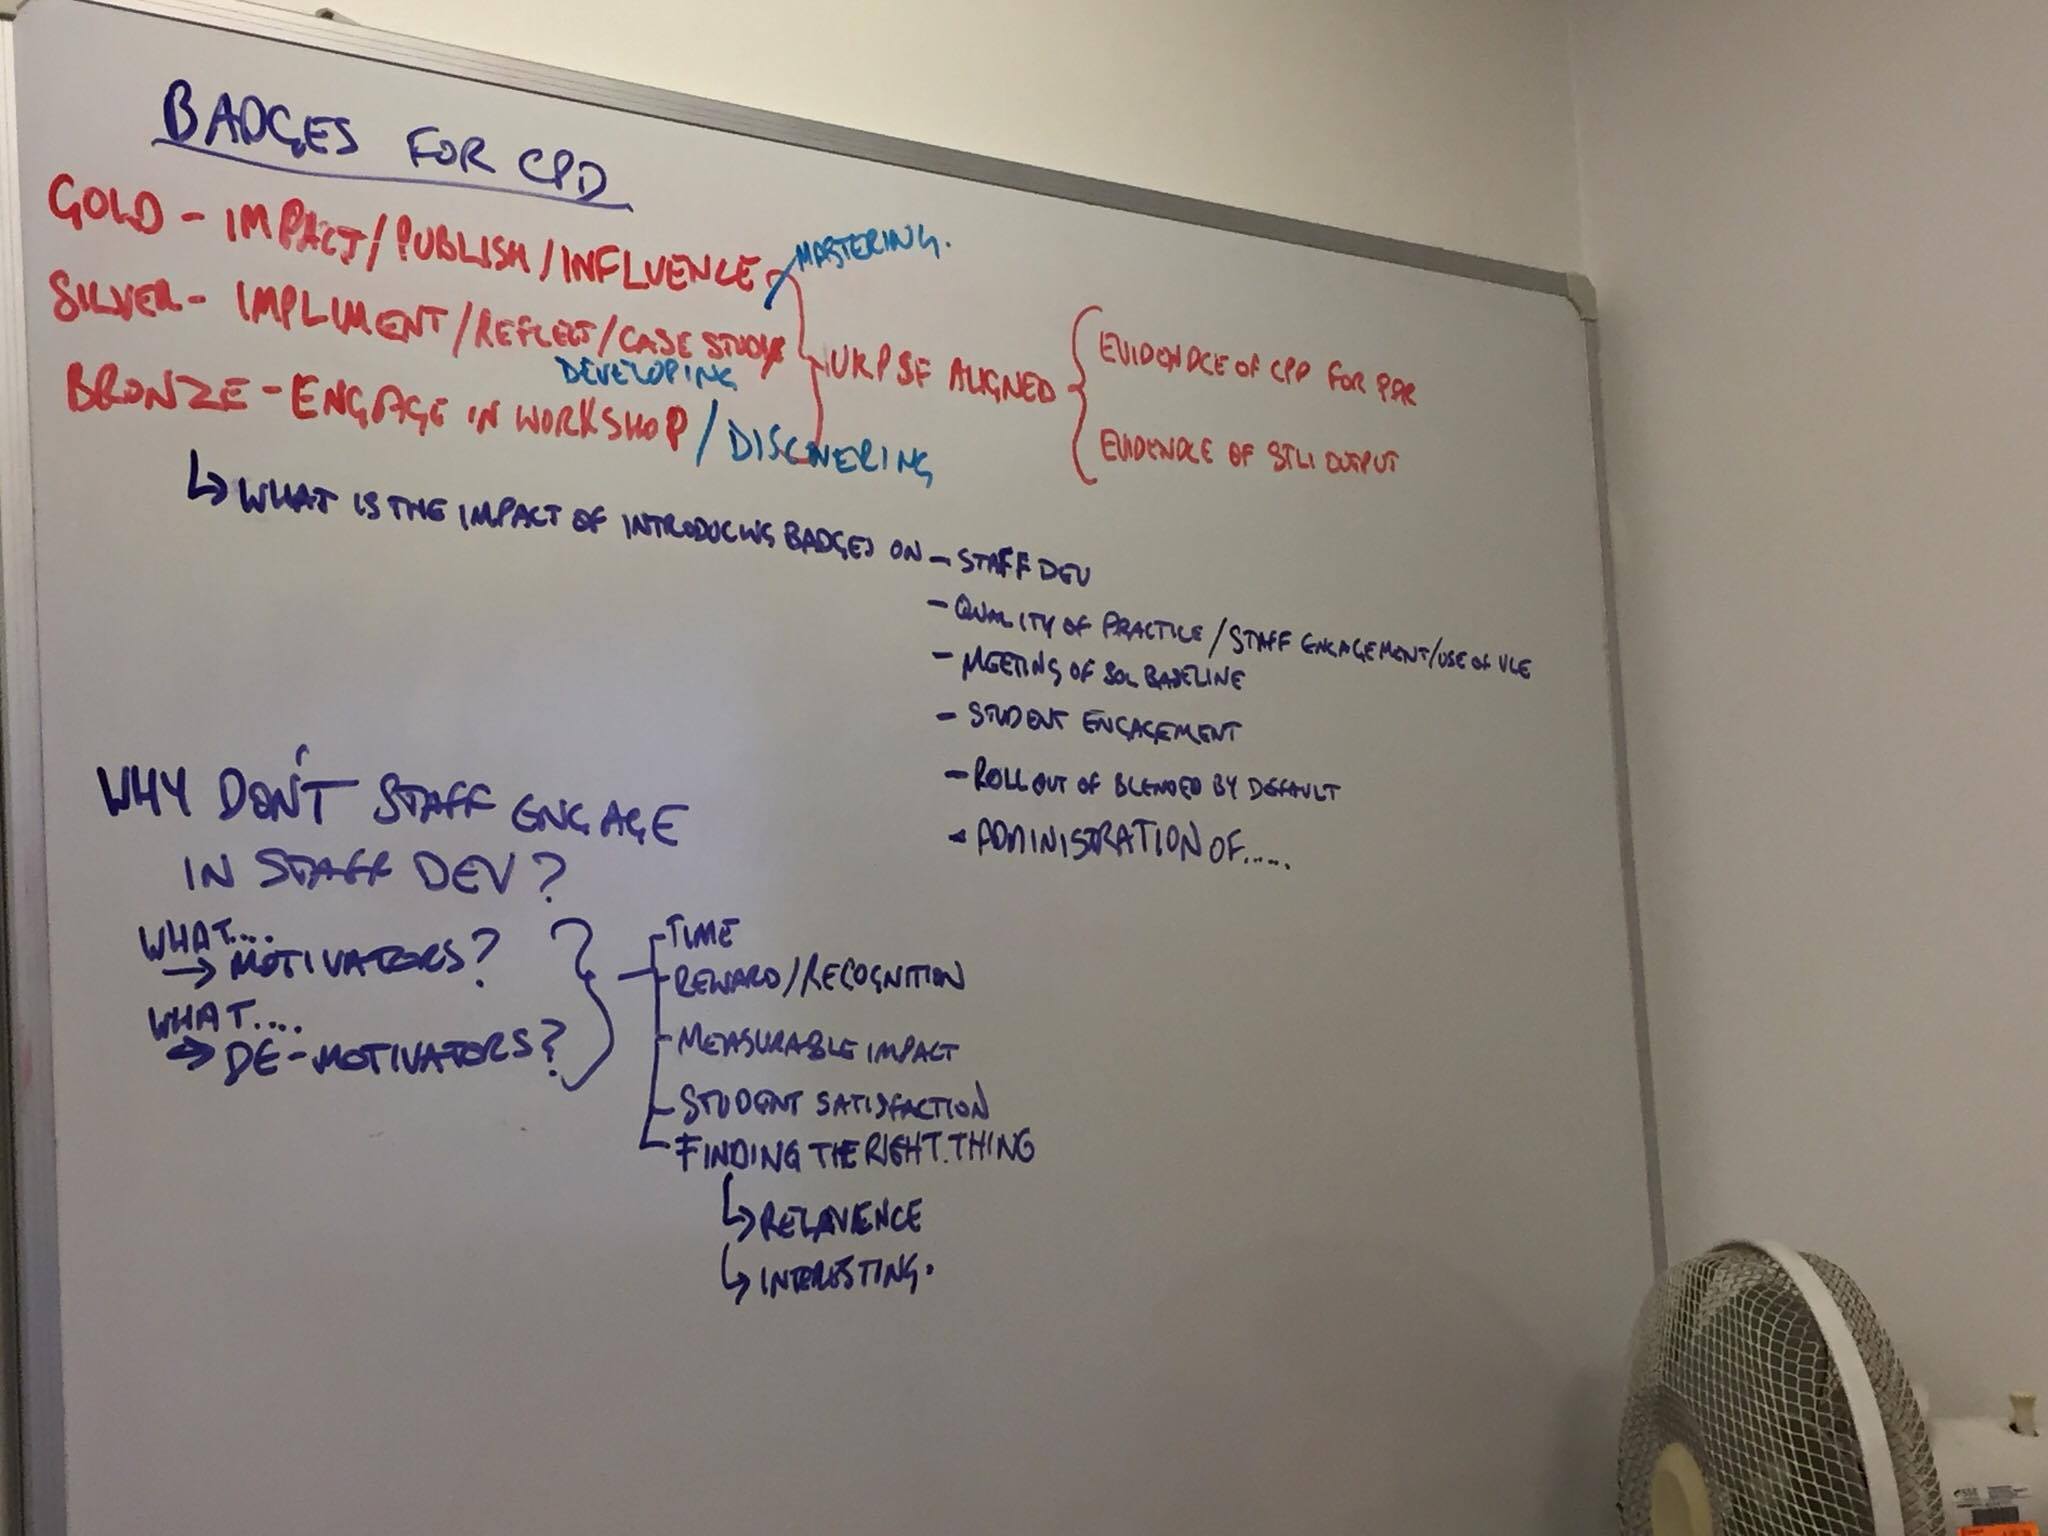 BADGES FOR CPD
GOLD - IMPACT/PUBLISH/INFLUENCE
MASTERING.
SILVER - IMPLIMENT/REFLECT/CASE STUDY
DEVELOPING
BRONZE - ENGAGE IN WORKSHOP / DISCOVERING
UKPSF ALIGNED
EVIDENDCE OF CPD FOR PDR
EVIDENDCE OF STLI OUTPUT
↳ WHAT IS THE IMPACT OF INTRODUCING BADGES ON - STAFF DEV
- QUALITY OF PRACTICE / STAFF ENGAGEMENT/USE OF VLE
- MEETING OF SOL BASELINE
- STUDENT ENGAGEMENT
- ROLL OUT OF BLENDED BY DEFAULT
- ADMINISTRATION OF.....
WHY DON'T STAFF ENGAGE
IN STAFF DEV?
WHAT....
→ MOTIVATORS?
WHAT....
→ DE-MOTIVATORS?
- TIME
- REWARD/RECOGNITION
- MEASURABLE IMPACT
- STUDENT SATISFACTION
- FINDING THE RIGHT THING
↳ RELAVENCE
↳ INTERESTING.